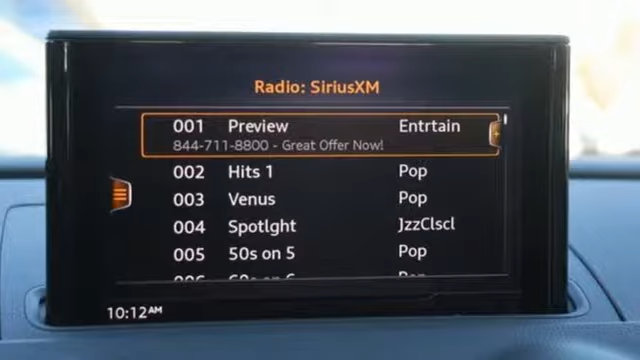 Radio: SiriusXM
001 Preview Entrtain
844-711-8800 - Great Offer Now!
002 Hits 1 Pop
003 Venus Pop
004 Spotlght JzzClscl
005 50s on 5 Pop
10:12AM